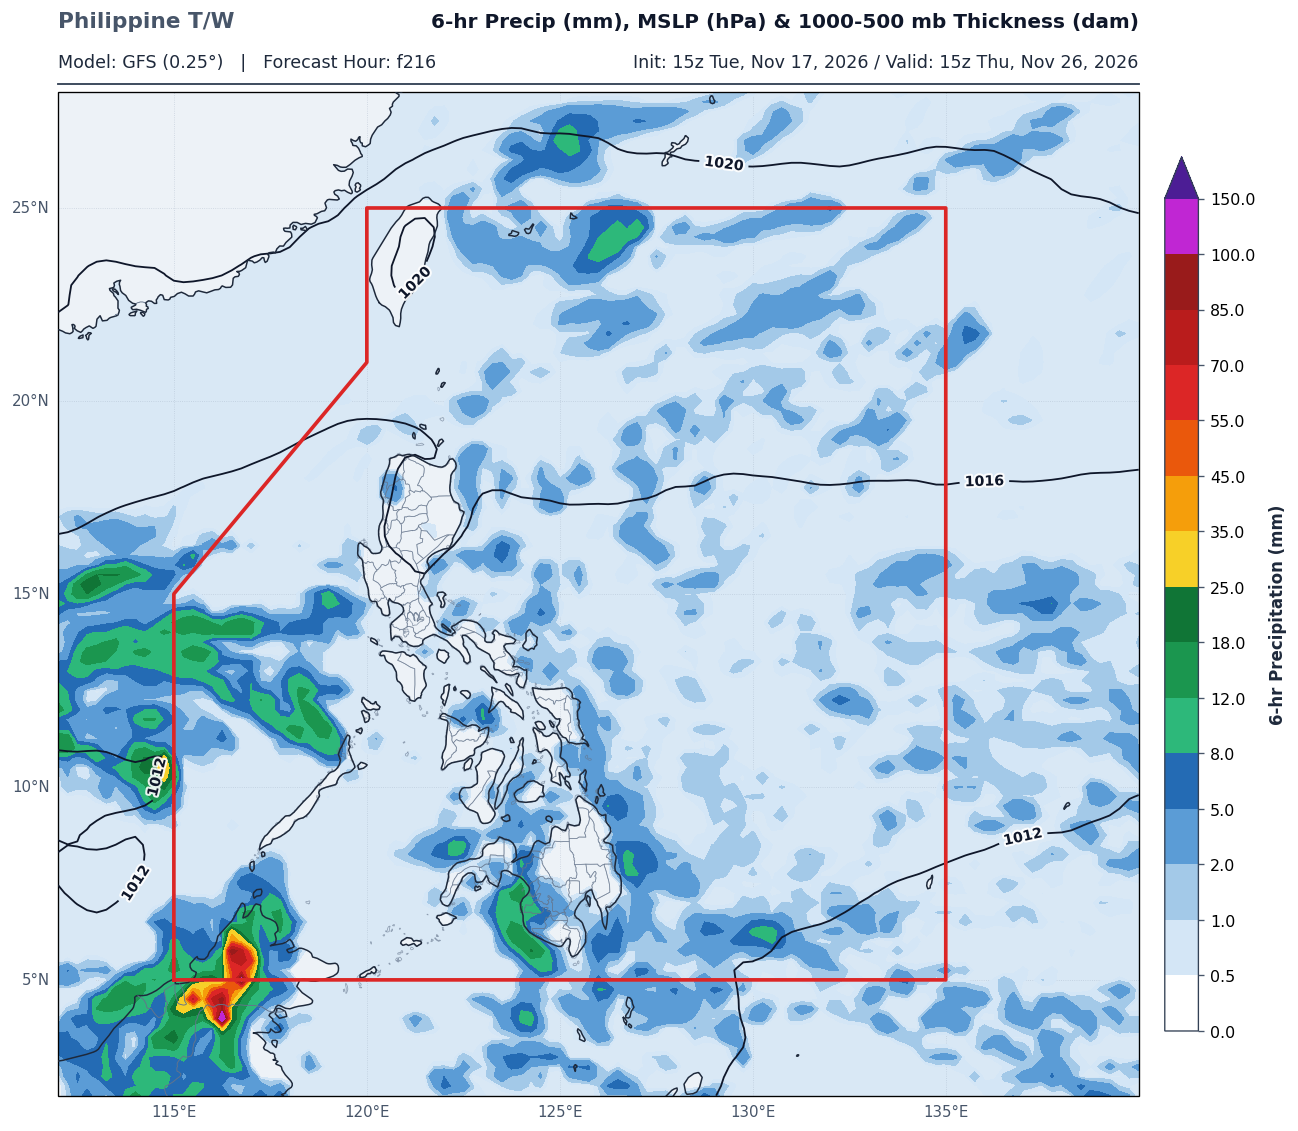 Philippine T/W
6-hr Precip (mm), MSLP (hPa) & 1000-500 mb Thickness (dam)
Model: GFS (0.25°) | Forecast Hour: f216
Init: 15z Tue, Nov 17, 2026 / Valid: 15z Thu, Nov 26, 2026
25°N
20°N
15°N
10°N
5°N
115°E
120°E
125°E
130°E
135°E
1020
1020
1016
1012
1012
1012
150.0
100.0
85.0
70.0
55.0
45.0
35.0
25.0
18.0
12.0
8.0
5.0
2.0
1.0
0.5
0.0
6-hr Precipitation (mm)